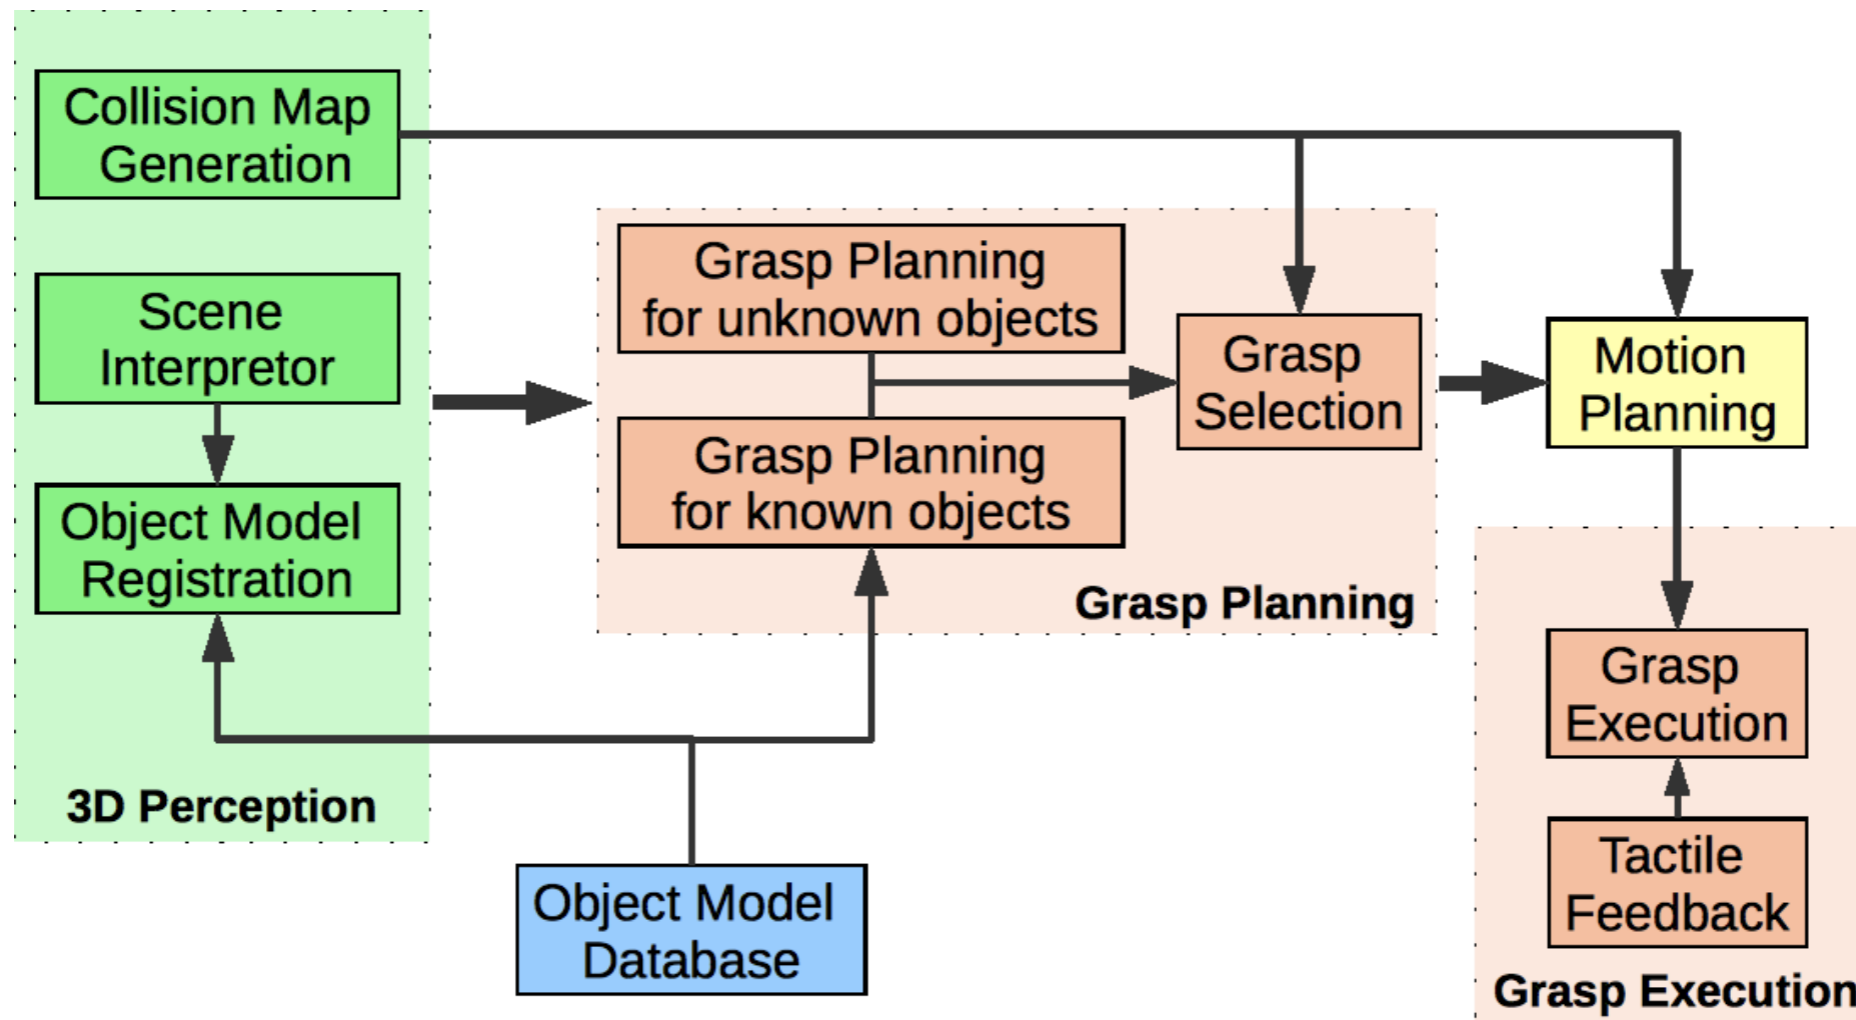 Collision Map
Generation
Scene
Interpretor
Object Model
Registration
3D Perception
Grasp Planning
for unknown objects
Grasp Planning
for known objects
Grasp
Selection
Grasp Planning
Motion
Planning
Grasp
Execution
Tactile
Feedback
Grasp Execution
Object Model
Database